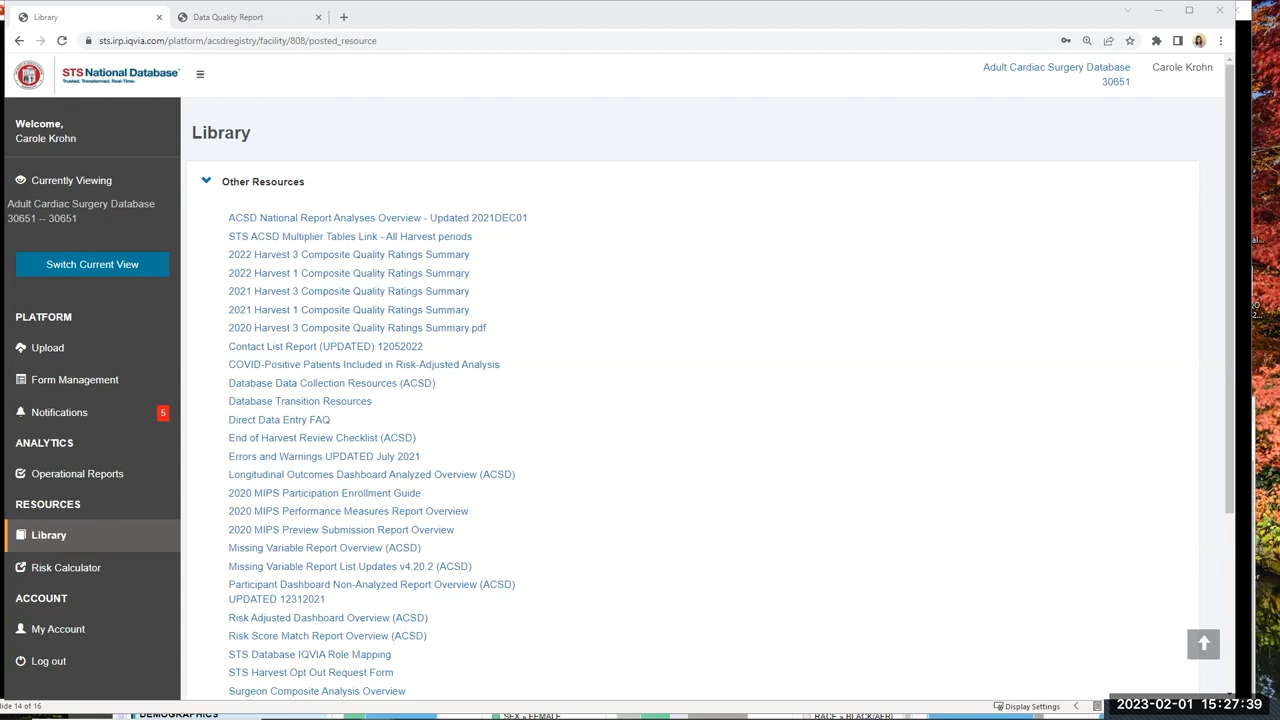 Library
Data Quality Report
sts.irp.iqvia.com/platform/acsdregistry/facility/808/posted_resource
STS National Database
Trusted. Transformed. Real-Time.
Adult Cardiac Surgery Database
30651
Carole Krohn
Welcome,
Carole Krohn
Currently Viewing
Adult Cardiac Surgery Database
30651 -- 30651
Switch Current View
PLATFORM
Upload
Form Management
Notifications
5
ANALYTICS
Operational Reports
RESOURCES
Library
Risk Calculator
ACCOUNT
My Account
Log out
Library
Other Resources
ACSD National Report Analyses Overview - Updated 2021DEC01
STS ACSD Multiplier Tables Link - All Harvest periods
2022 Harvest 3 Composite Quality Ratings Summary
2022 Harvest 1 Composite Quality Ratings Summary
2021 Harvest 3 Composite Quality Ratings Summary
2021 Harvest 1 Composite Quality Ratings Summary
2020 Harvest 3 Composite Quality Ratings Summary.pdf
Contact List Report (UPDATED) 12052022
COVID-Positive Patients Included in Risk-Adjusted Analysis
Database Data Collection Resources (ACSD)
Database Transition Resources
Direct Data Entry FAQ
End of Harvest Review Checklist (ACSD)
Errors and Warnings UPDATED July 2021
Longitudinal Outcomes Dashboard Analyzed Overview (ACSD)
2020 MIPS Participation Enrollment Guide
2020 MIPS Performance Measures Report Overview
2020 MIPS Preview Submission Report Overview
Missing Variable Report Overview (ACSD)
Missing Variable Report List Updates v4.20.2 (ACSD)
Participant Dashboard Non-Analyzed Report Overview (ACSD)
UPDATED 12312021
Risk Adjusted Dashboard Overview (ACSD)
Risk Score Match Report Overview (ACSD)
STS Database IQVIA Role Mapping
STS Harvest Opt Out Request Form
Surgeon Composite Analysis Overview
lide 14 of 16
Display Settings
2023-02-01 15:27:39
DEMOGRAPHICS
SEX = FEMALE